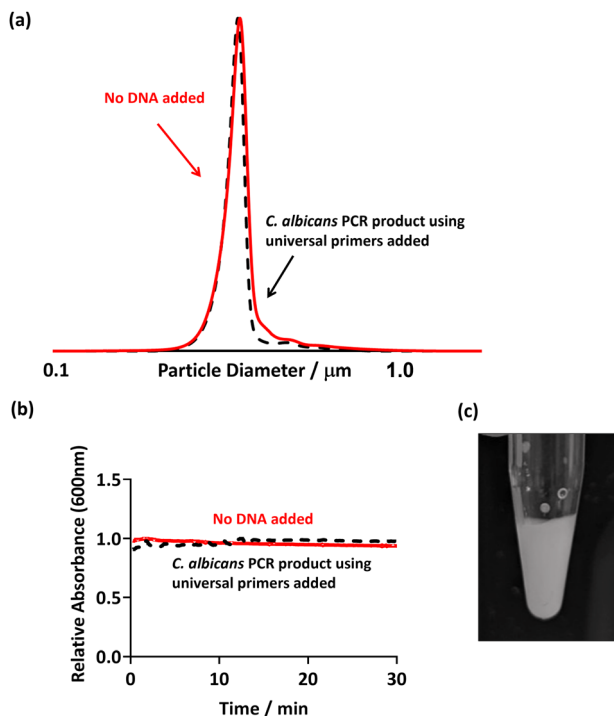 (a)
No DNA added
C. albicans PCR product using
universal primers added
0.1
Particle Diameter / μm
1.0
(b)
(c)
Relative Absorbance (600nm)
1.5
1.0
0.5
0.0
No DNA added
C. albicans PCR product using
universal primers added
0
10
20
30
Time / min